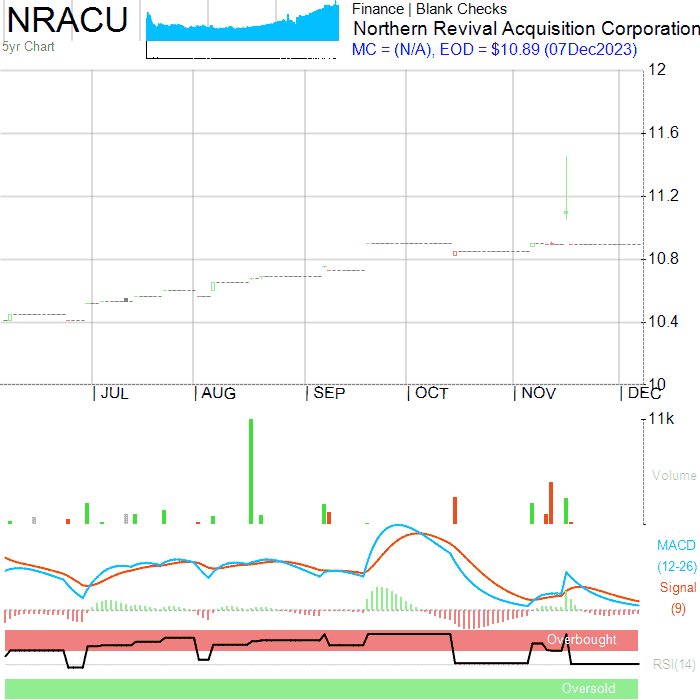 NRACU
5yr Chart
Finance | Blank Checks
Northern Revival Acquisition Corporation
MC = (N/A), EOD = $10.89 (07Dec2023)
12
11.6
11.2
10.8
10.4
10
| JUL | AUG | SEP | OCT | NOV | DEC
11k
Volume
MACD
(12-26)
Signal
(9)
Overbought
RSI(14)
Oversold